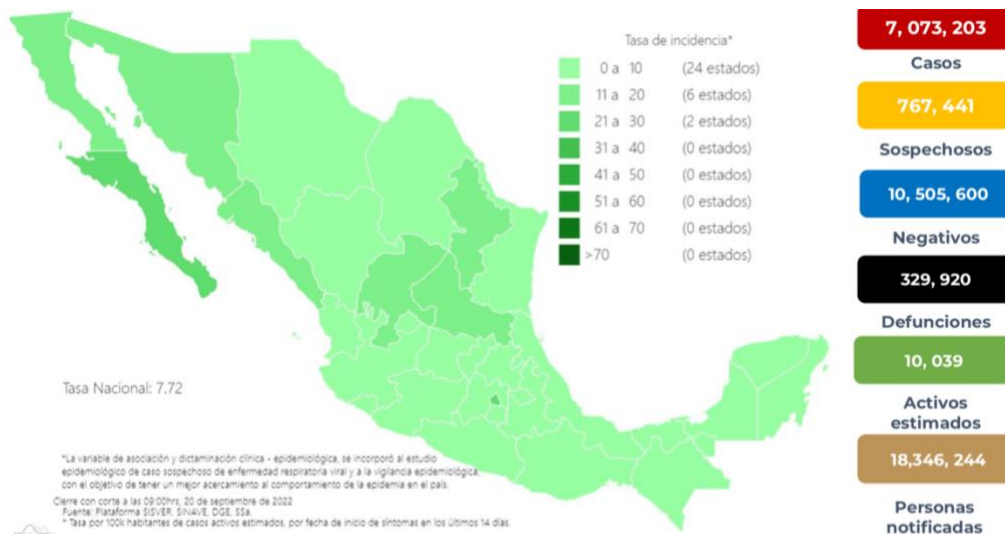 Tasa de incidencia*
0 a 10 (24 estados)
11 a 20 (6 estados)
21 a 30 (2 estados)
31 a 40 (0 estados)
41 a 50 (0 estados)
51 a 60 (0 estados)
61 a 70 (0 estados)
>70 (0 estados)
Tasa Nacional: 7.72
*La variable de asociación y dictaminación clínica - epidemiológica, se incorporó al estudio
epidemiológico de caso sospechoso de enfermedad respiratoria viral y a la vigilancia epidemiológica,
con el objetivo de tener un mejor acercamiento al comportamiento de la epidemia en el país.
Cierre con corte a las 09:00hrs, 20 de septiembre de 2022
Fuente: Plataforma SISVER, SINAVE, DGE, SSa.
* Tasa por 100k habitantes de casos activos estimados, por fecha de inicio de síntomas en los últimos 14 días.
7, 073, 203
Casos
767, 441
Sospechosos
10, 505, 600
Negativos
329, 920
Defunciones
10, 039
Activos
estimados
18,346, 244
Personas
notificadas